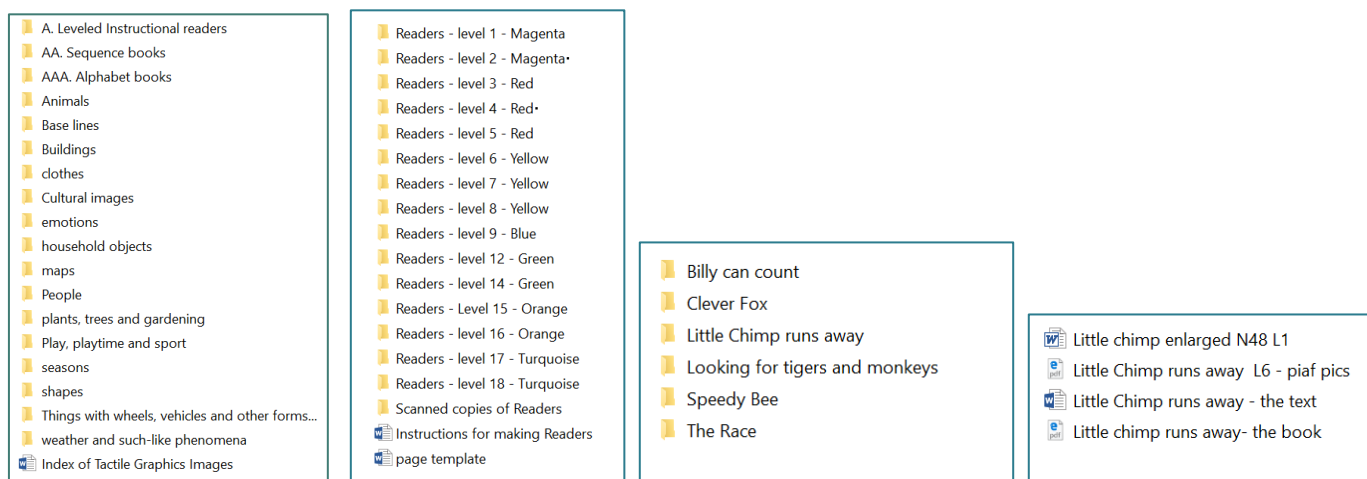 A. Leveled Instructional readers
AA. Sequence books
AAA. Alphabet books
Animals
Base lines
Buildings
clothes
Cultural images
emotions
household objects
maps
People
plants, trees and gardening
Play, playtime and sport
seasons
shapes
Things with wheels, vehicles and other forms...
weather and such-like phenomena
Index of Tactile Graphics Images
Readers - level 1 - Magenta
Readers - level 2 - Magenta·
Readers - level 3 - Red
Readers - level 4 - Red·
Readers - level 5 - Red
Readers - level 6 - Yellow
Readers - level 7 - Yellow
Readers - level 8 - Yellow
Readers - level 9 - Blue
Readers - level 12 - Green
Readers - level 14 - Green
Readers - Level 15 - Orange
Readers - level 16 - Orange
Readers - level 17 - Turquoise
Readers - level 18 - Turquoise
Scanned copies of Readers
Instructions for making Readers
page template
Billy can count
Clever Fox
Little Chimp runs away
Looking for tigers and monkeys
Speedy Bee
The Race
Little chimp enlarged N48 L1
Little Chimp runs away  L6 - piaf pics
Little Chimp runs away - the text
Little chimp runs away- the book